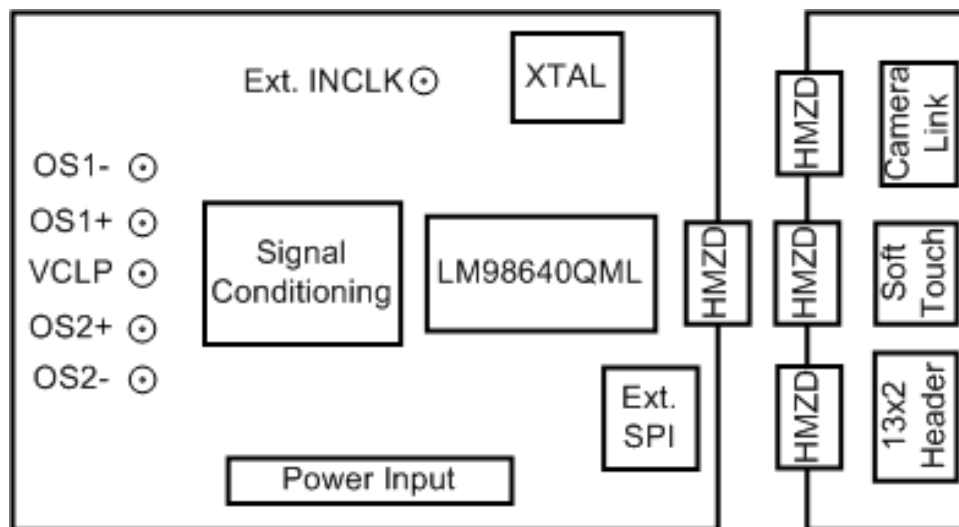 Ext. INCLK
XTAL
HMZD
Camera
Link
OS1-
OS1+
VCLP
OS2+
OS2-
Signal
Conditioning
LM98640QML
HMZD
HMZD
Soft
Touch
Ext.
SPI
HMZD
13x2
Header
Power Input